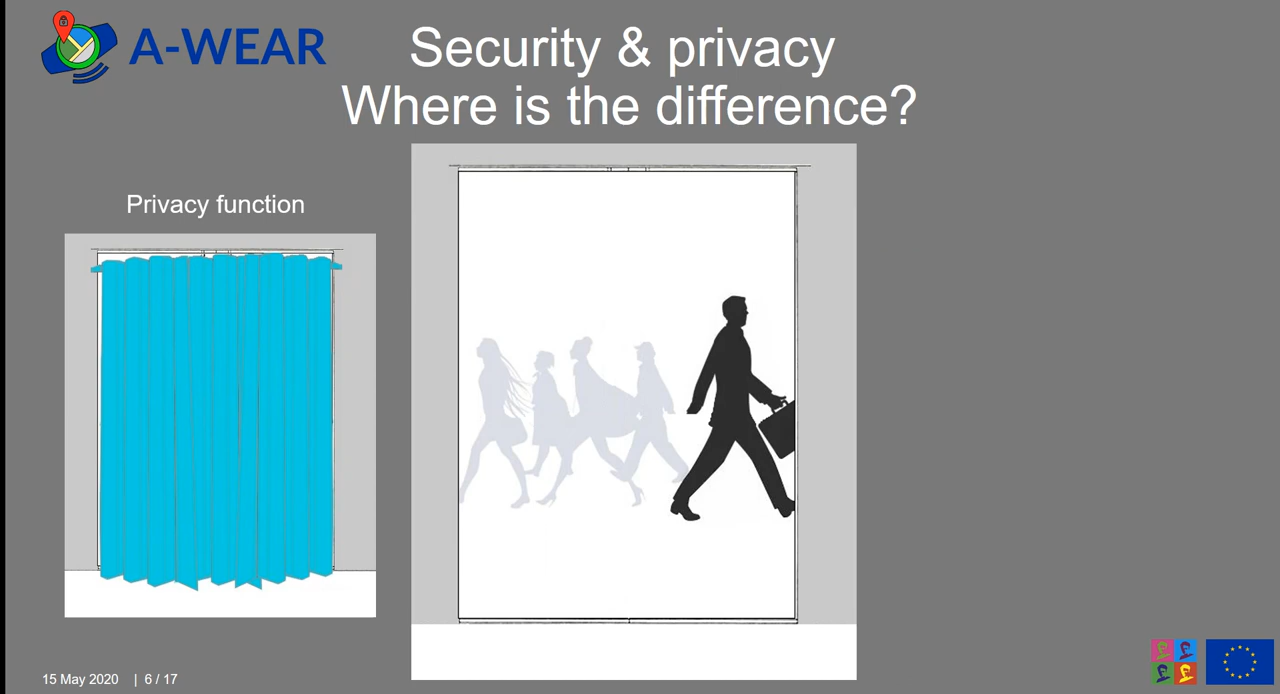 A-WEAR
Security & privacy
Where is the difference?
Privacy function
15 May 2020 | 6 / 17